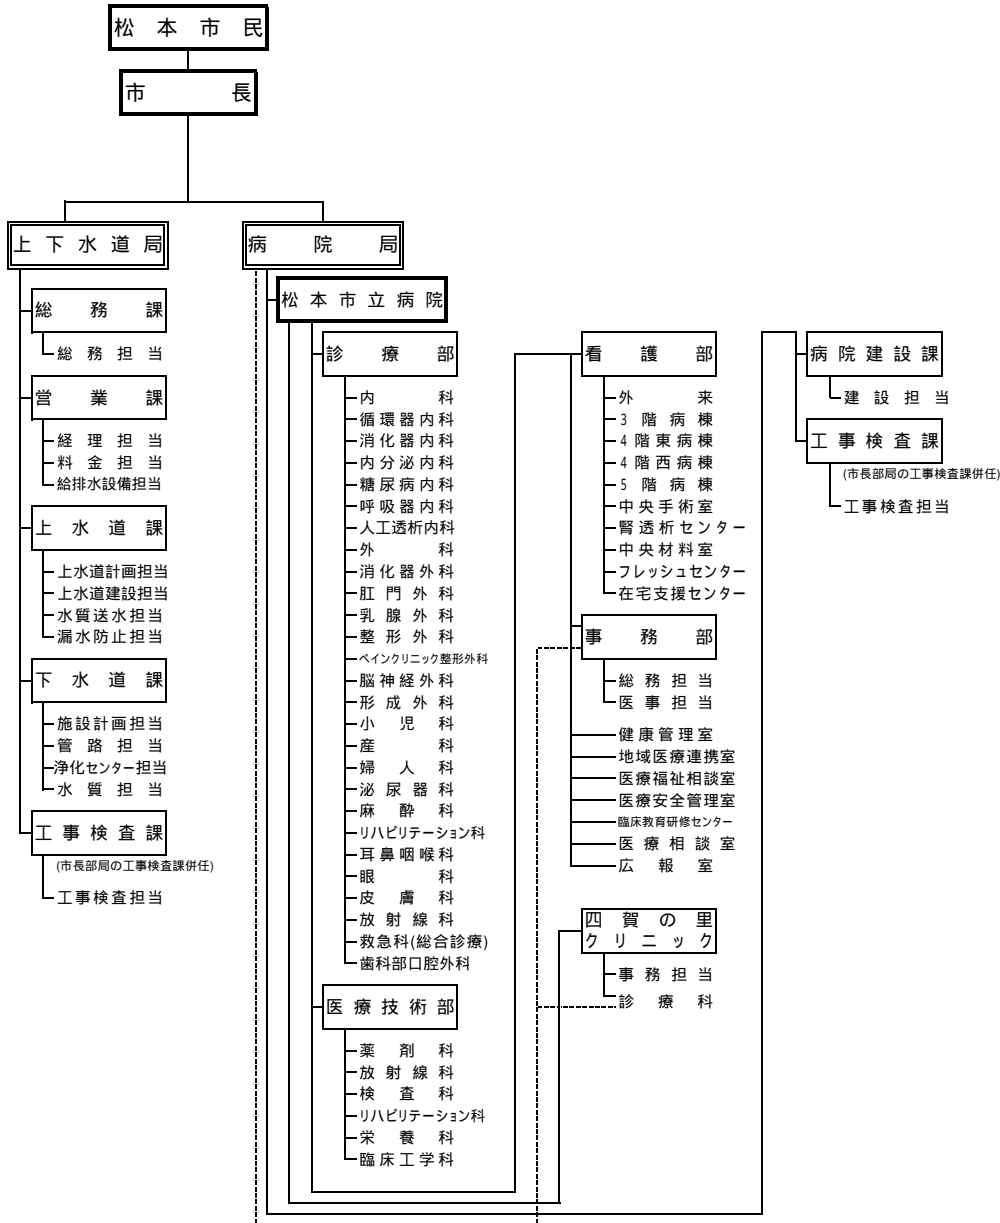 松本市民
市長
上下水道局
総務課
総務担当
営業課
経理担当
料金担当
給排水設備担当
上水道課
上水道計画担当
上水道建設担当
水質送水担当
漏水防止担当
下水道課
施設計画担当
管路担当
浄化センター担当
水質担当
工事検査課
(市長部局の工事検査課併任)
工事検査担当
病院局
松本市立病院
診療部
内科
循環器内科
消化器内科
内分泌内科
糖尿病内科
呼吸器内科
人工透析内科
外科
消化器外科
肛門外科
乳腺外科
整形外科
ペインクリニック整形外科
脳神経外科
形成外科
小児科
産科
婦人科
泌尿器科
麻酔科
リハビリテーション科
耳鼻咽喉科
眼科
皮膚科
放射線科
救急科(総合診療)
歯科部口腔外科
医療技術部
薬剤科
放射線科
検査科
リハビリテーション科
栄養科
臨床工学科
看護部
外来
3階病棟
4階東病棟
4階西病棟
5階病棟
中央手術室
腎透析センター
中央材料室
フレッシュセンター
在宅支援センター
事務部
総務担当
医事担当
健康管理室
地域医療連携室
医療福祉相談室
医療安全管理室
臨床教育研修センター
医療相談室
広報室
四賀の里
クリニック
事務担当
診療科
病院建設課
建設担当
工事検査課
(市長部局の工事検査課併任)
工事検査担当